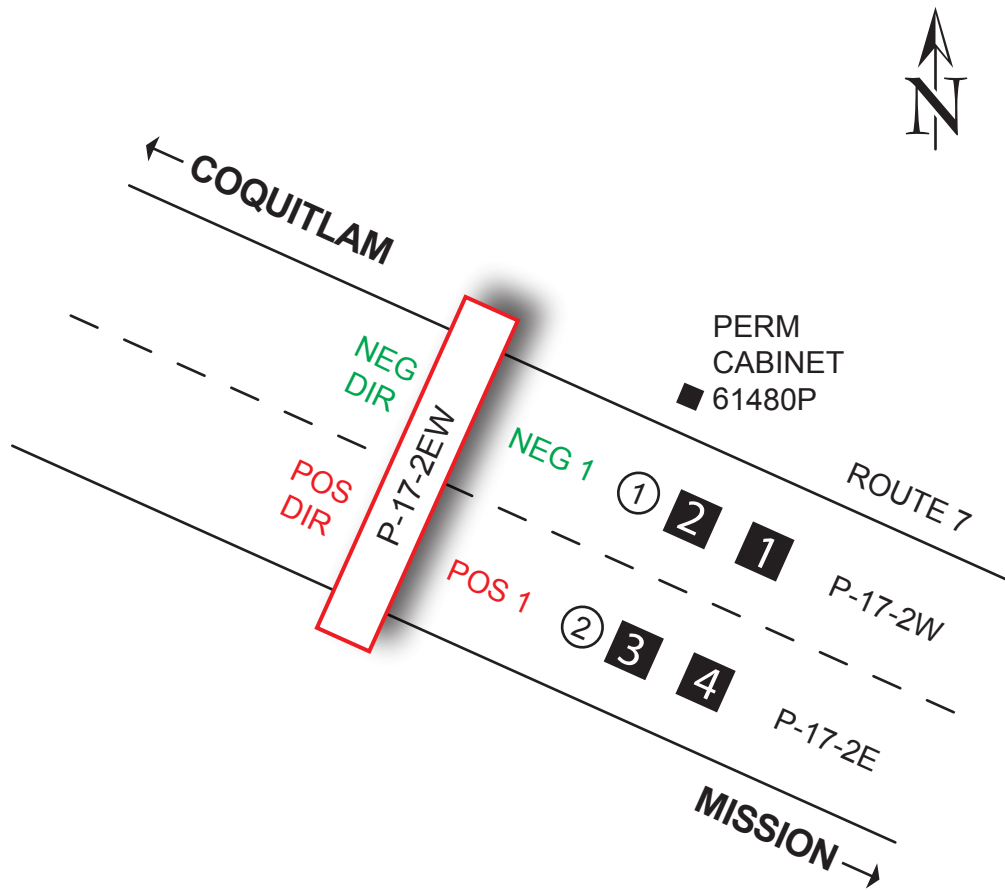 N
COQUITLAM
NEG
DIR
POS
DIR
P-17-2EW
PERM
CABINET
61480P
ROUTE 7
NEG 1
1
2
1
P-17-2W
POS 1
2
3
4
P-17-2E
MISSION